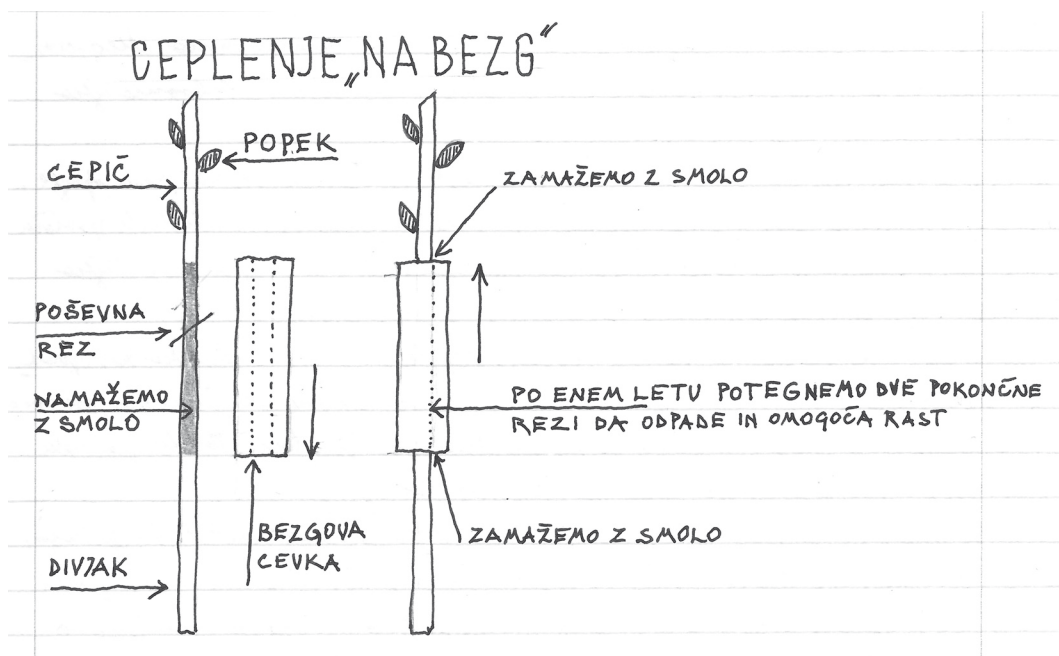 CEPLENJE „NA BEZG“
POPEK
CEPIČ
ZAMAŽEMO Z SMOLO
POŠEVNA
REZ
NAMAŽEMO
Z SMOLO
PO ENEM LETU POTEGNEMO DVE POKONČNE
REZI DA ODPADE IN OMOGOČA RAST
BEZGOVA
CEVKA
ZAMAŽEMO Z SMOLO
DIVJAK